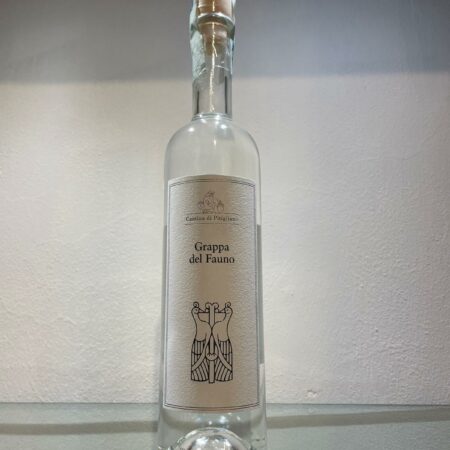 Cantina di Pitigliano
Grappa
del Fauno